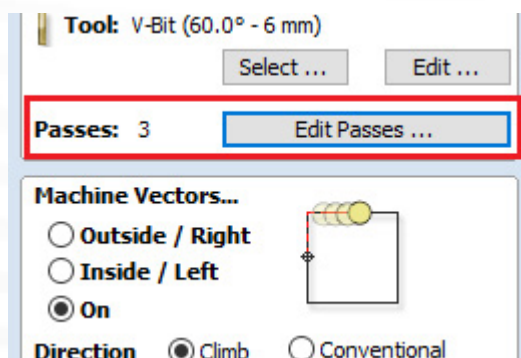 Tool: V-Bit (60.0° - 6 mm)
Select ... Edit ...
Passes: 3 Edit Passes ...
Machine Vectors...
Outside / Right
Inside / Left
On
Direction Climb Conventional